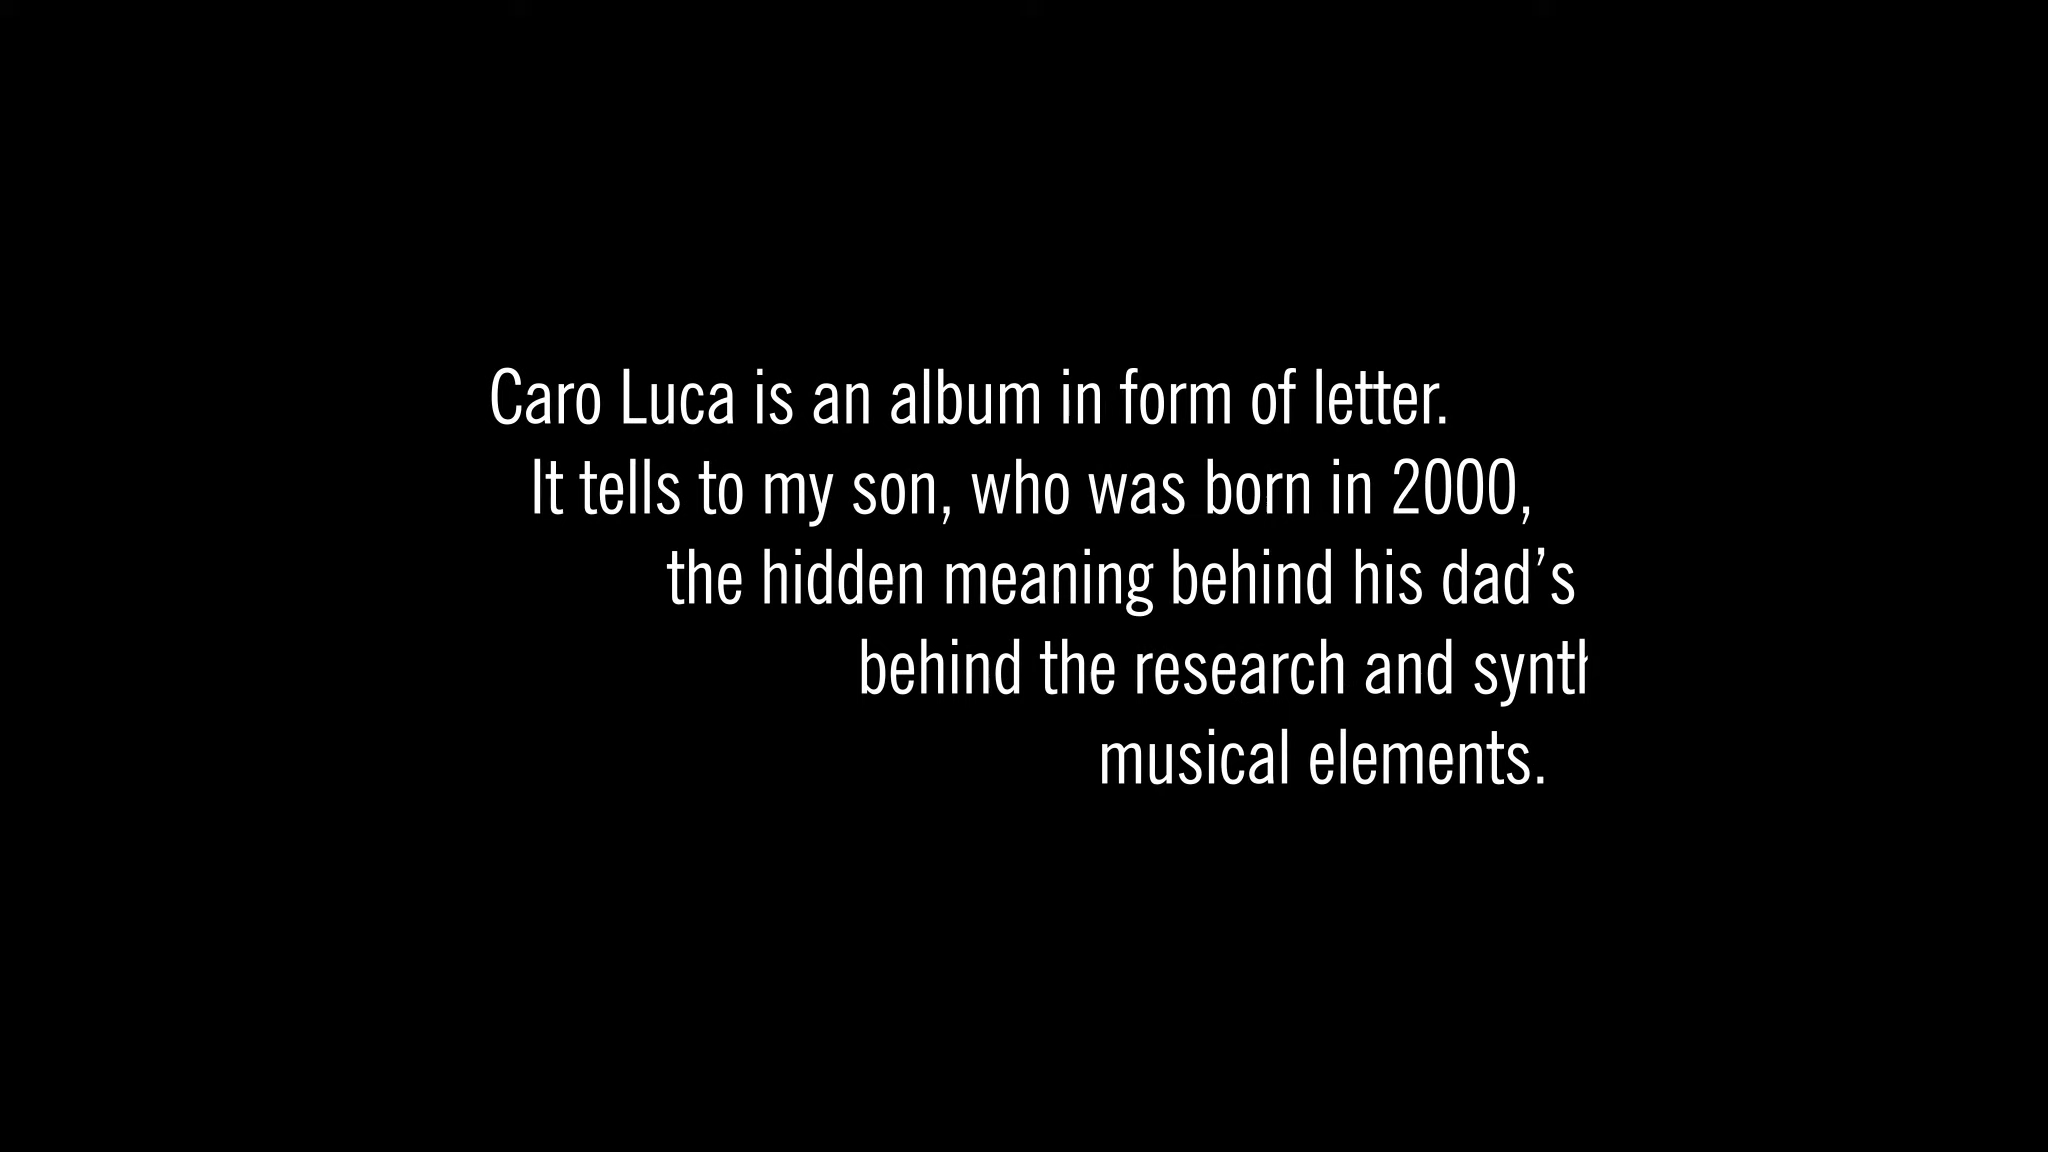 Caro Luca is an album in form of letter.
It tells to my son, who was born in 2000,
the hidden meaning behind his dad’s
behind the research and
musical elements.